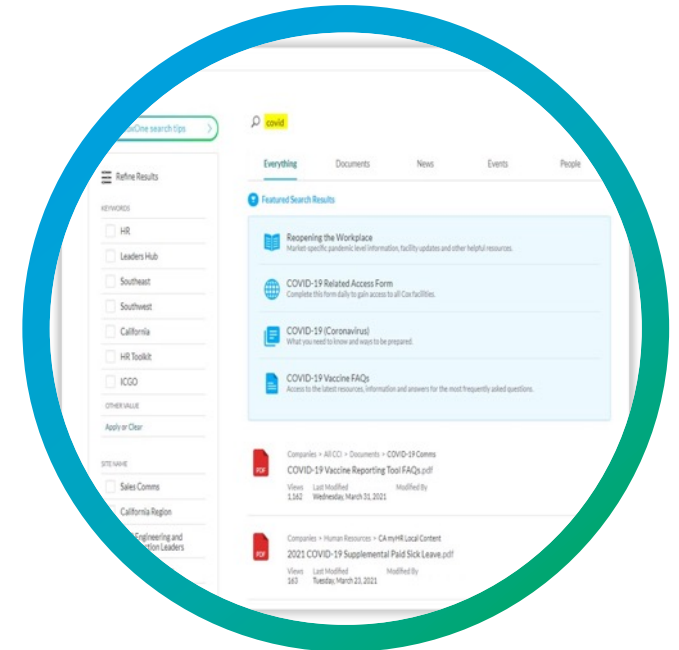 search tips
covid
Everything Documents News Events People
Refine Results
Featured Search Results
KEYWORDS
HR
Leaders Hub
Southeast
Southwest
California
HR Toolkit
ICGO
OTHER VALUE
Apply or Clear
SITE NAME
Sales Comms
California Region
Engineering and
Leaders
Reopening the Workplace
Market-specific pandemic level information, facility updates and other helpful resources.
COVID-19 Related Access Form
Complete this form daily to gain access to all Cox facilities.
COVID-19 (Coronavirus)
What you need to know and ways to be prepared.
COVID-19 Vaccine FAQs
Access to the latest resources, information and answers for the most frequently asked questions.
PDF
Companies > All CCI > Documents > COVID-19 Comms
COVID-19 Vaccine Reporting Tool FAQs.pdf
Views Last Modified Modified By
1,162 Wednesday, March 31, 2021
PDF
Companies > Human Resources > CA myHR Local Content
2021 COVID-19 Supplemental Paid Sick Leave.pdf
Views Last Modified Modified By
163 Tuesday, March 23, 2021